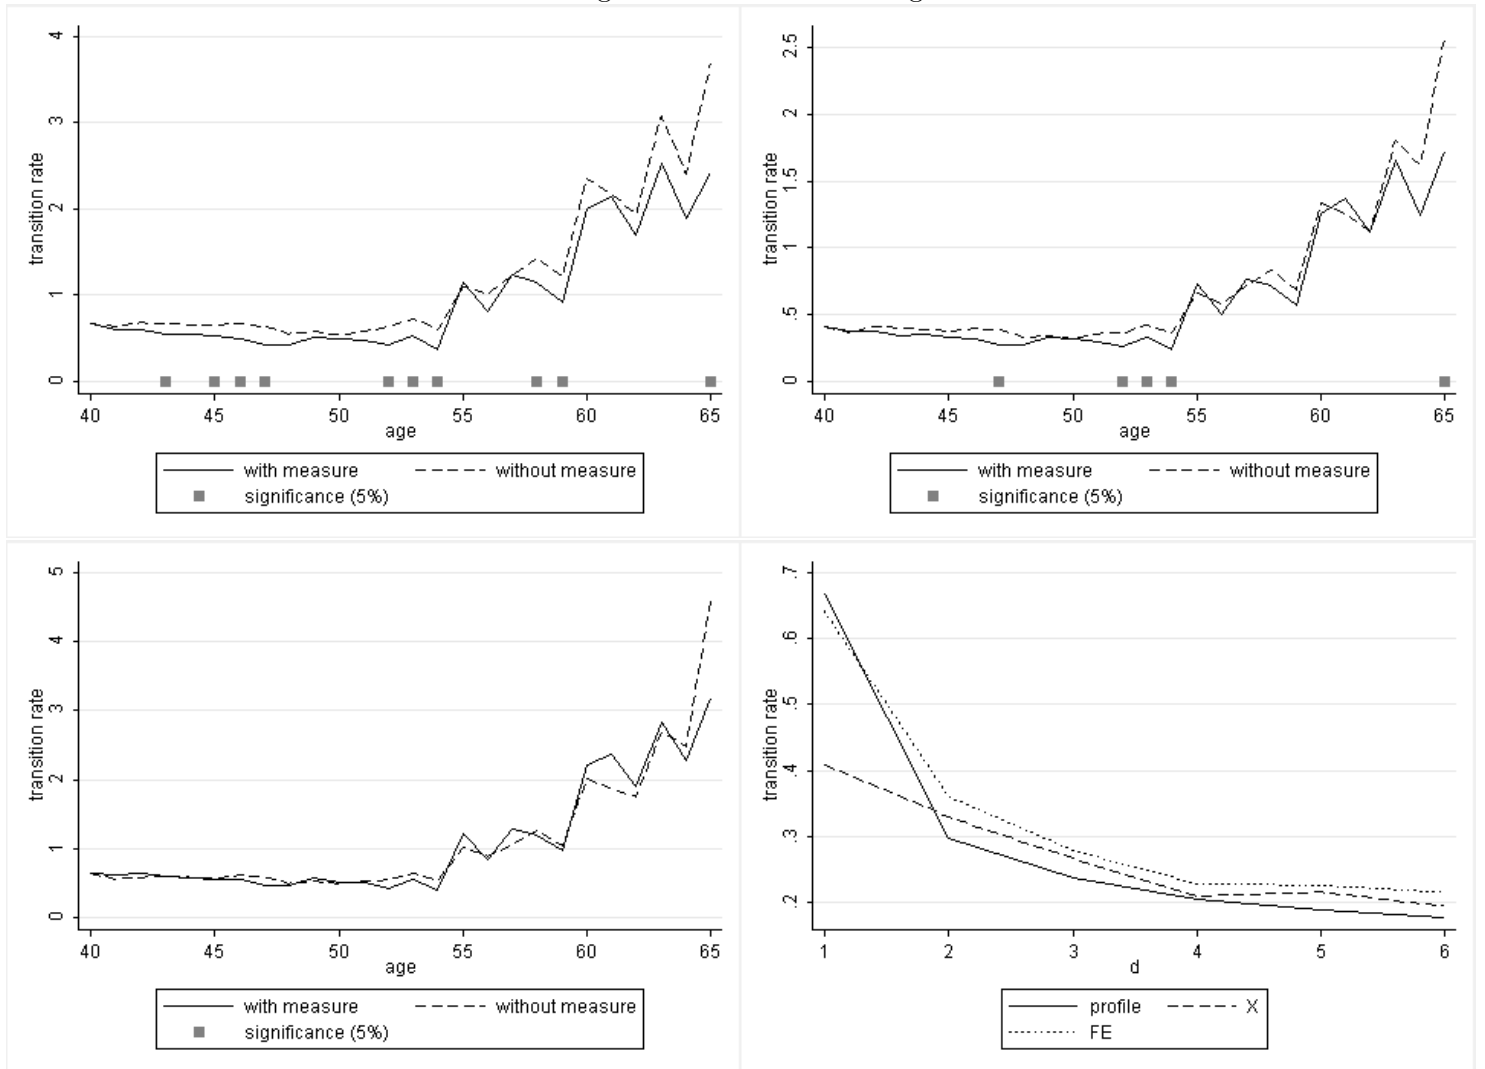 transition rate
0 1 2 3 4
40 45 50 55 60 65
age
with measure without measure
significance (5%)
transition rate
0 .5 1 1.5 2 2.5
40 45 50 55 60 65
age
with measure without measure
significance (5%)
transition rate
0 1 2 3 4 5
40 45 50 55 60 65
age
with measure without measure
significance (5%)
transition rate
.2 .3 .4 .5 .6 .7
1 2 3 4 5 6
d
profile X
FE